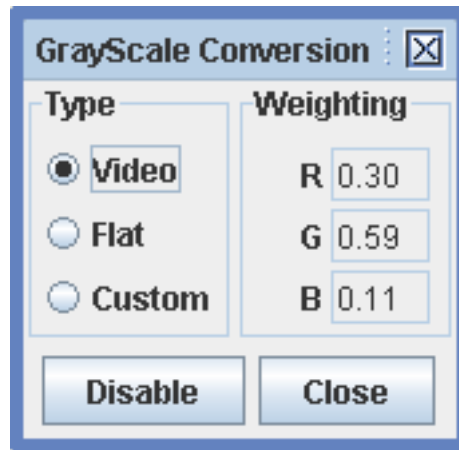 GrayScale Conversion
Type
Weighting
Video
R 0.30
Flat
G 0.59
Custom
B 0.11
Disable
Close